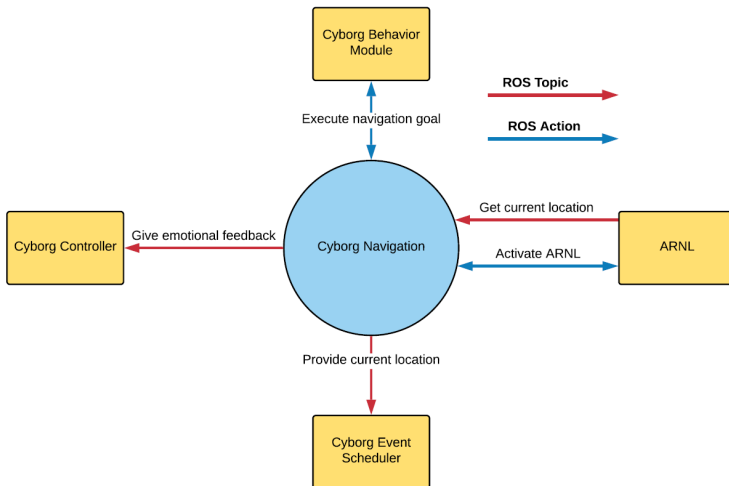 Cyborg Behavior
Module
ROS Topic
Execute navigation goal
ROS Action
Get current location
Give emotional feedback
Cyborg Controller
Cyborg Navigation
ARNL
Activate ARNL
Provide current location
Cyborg Event
Scheduler